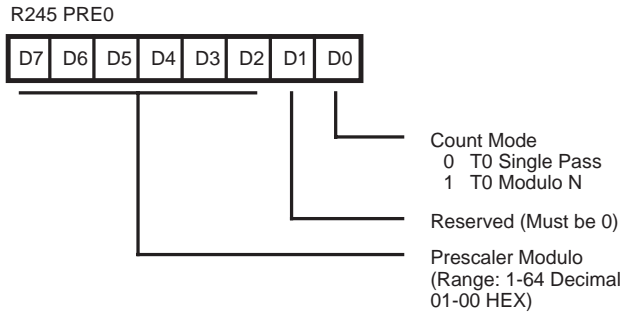 R245 PRE0
D7 D6 D5 D4 D3 D2 D1 D0
Count Mode
0 T0 Single Pass
1 T0 Modulo N
Reserved (Must be 0)
Prescaler Modulo
(Range: 1-64 Decimal
01-00 HEX)